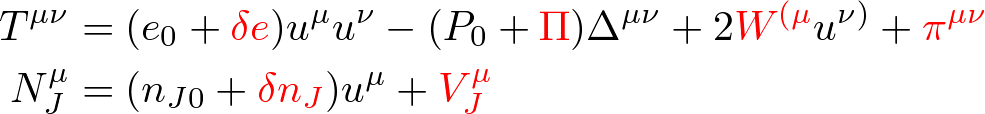 T^{μν} = (e_0 + δe)u^μ u^ν − (P_0 + Π)Δ^{μν} + 2W^{(μ}u^{ν)} + π^{μν}
N_J^μ = (n_{J0} + δn_J)u^μ + V_J^μ